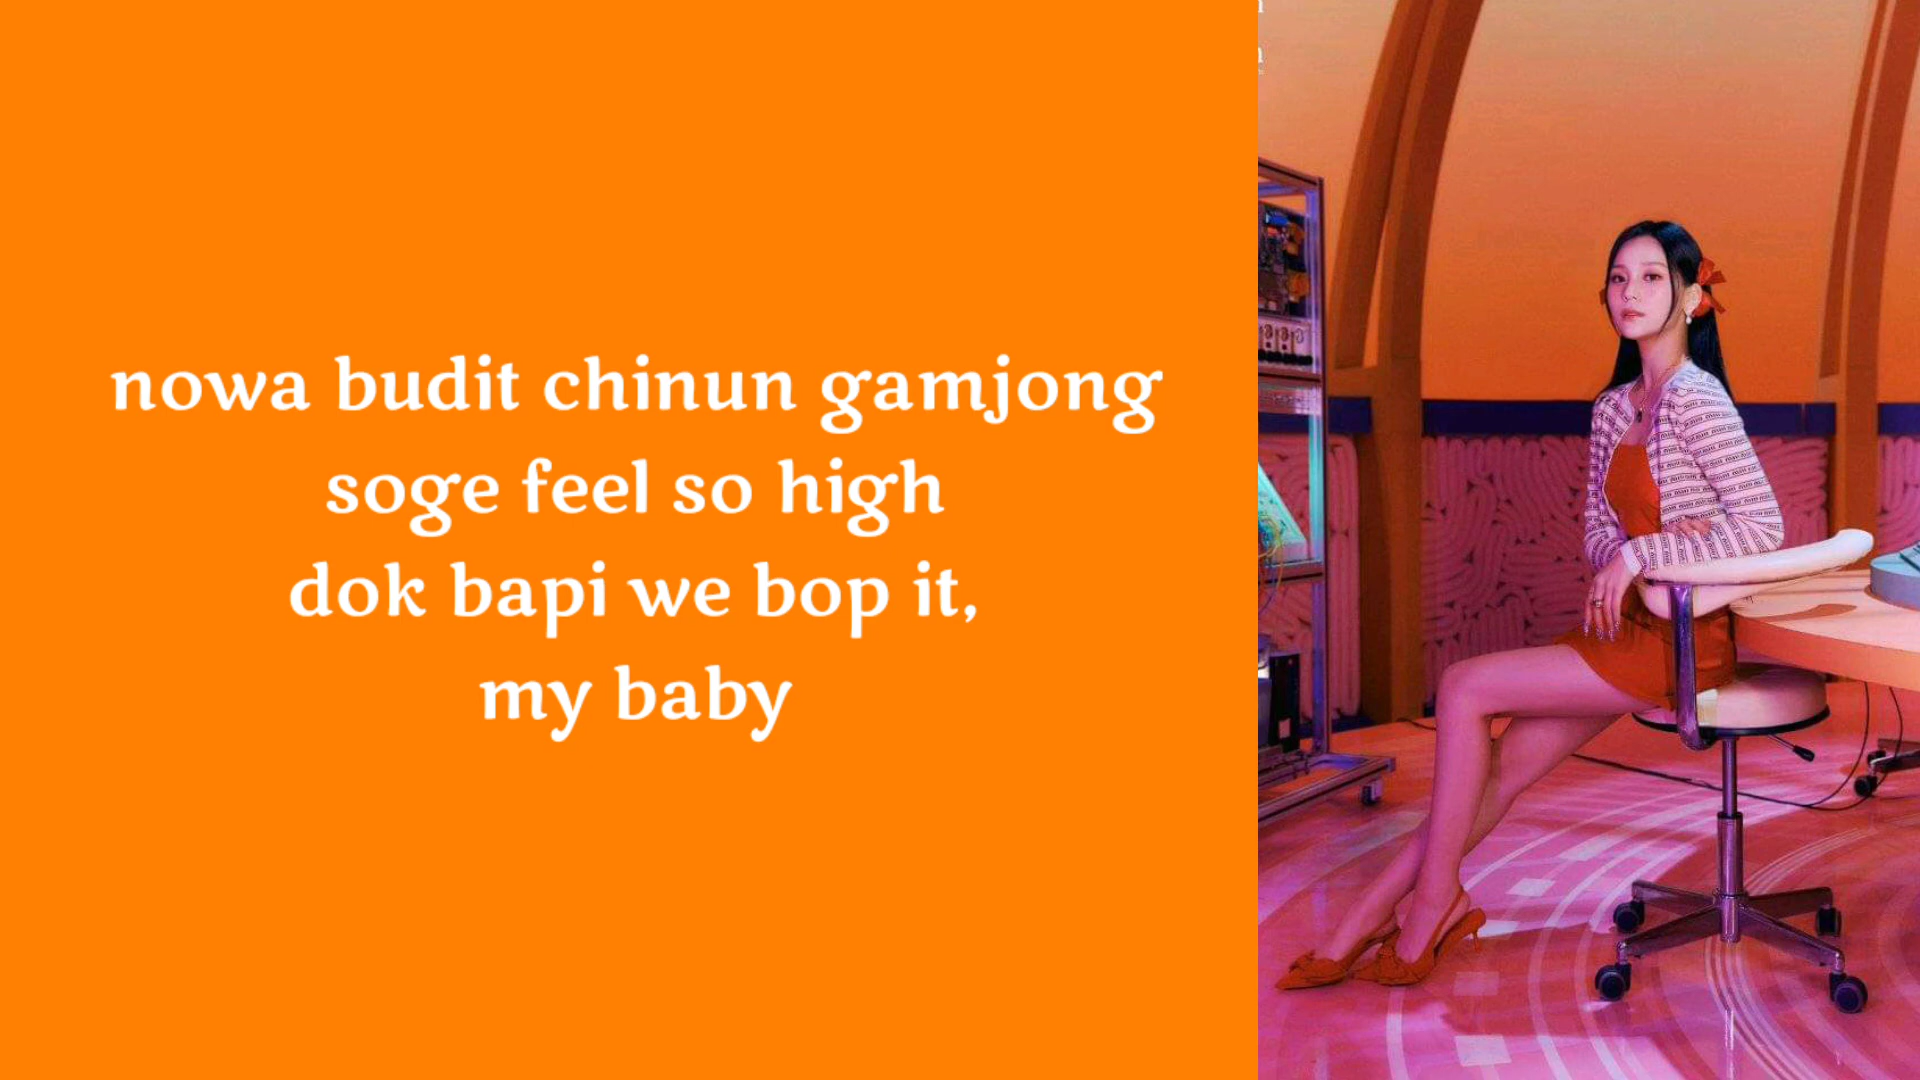 nowa budit chinun gamjong
soge feel so high
dok bapi we bop it,
my baby